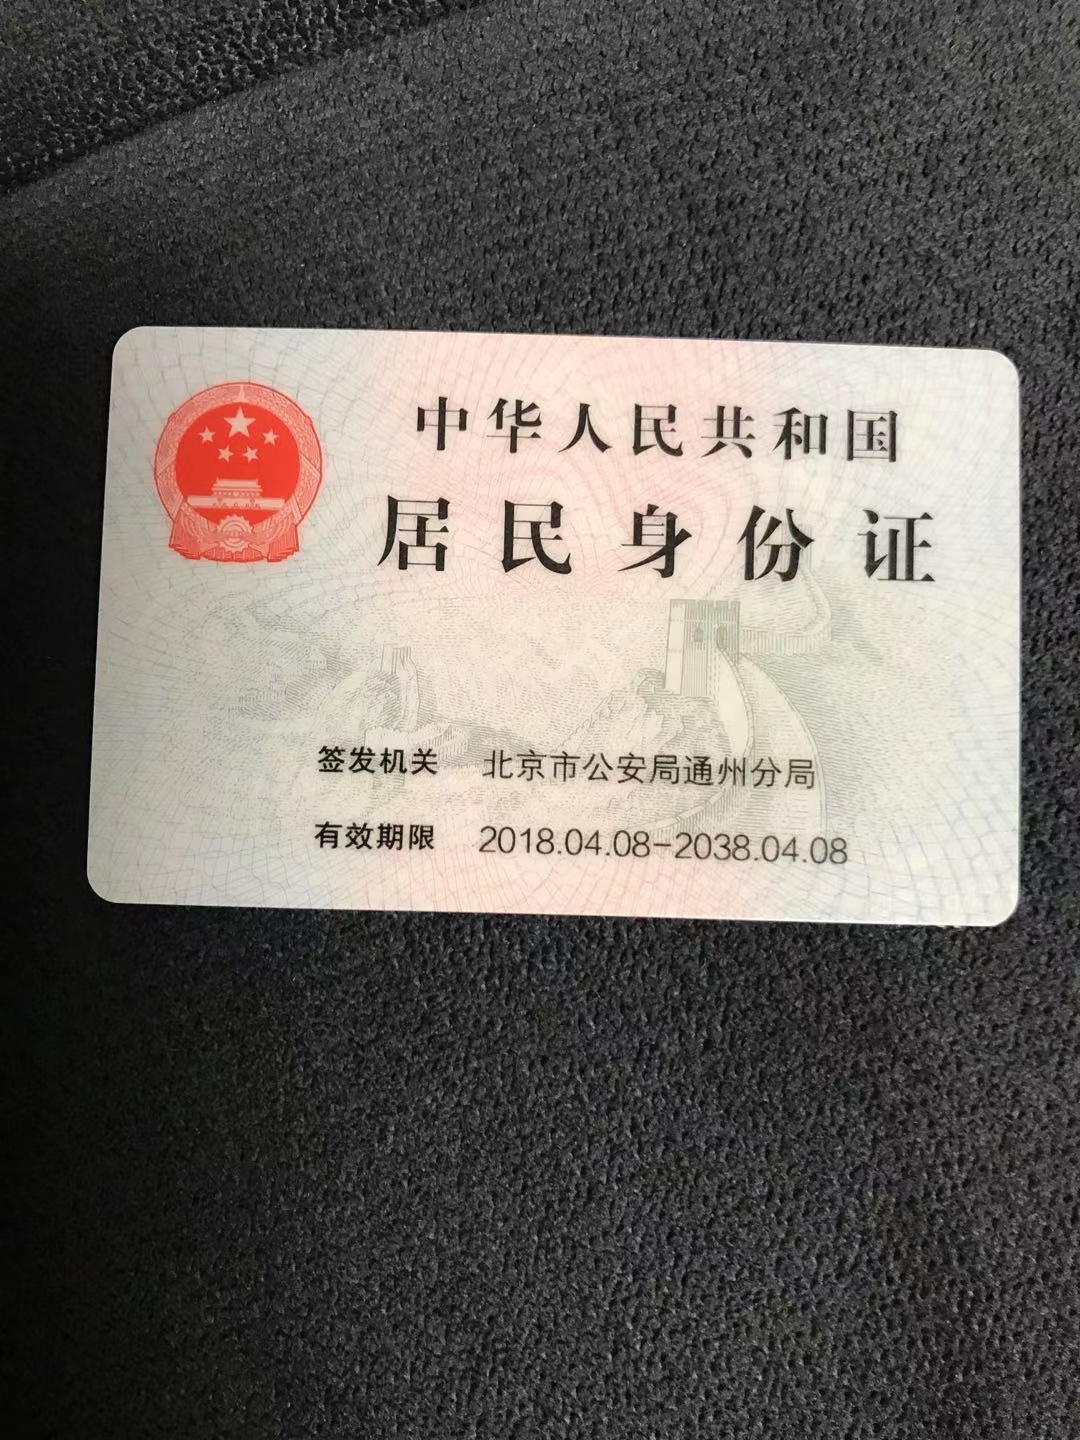 中华人民共和国
居民身份证
签发机关 北京市公安局通州分局
有效期限 2018.04.08-2038.04.08